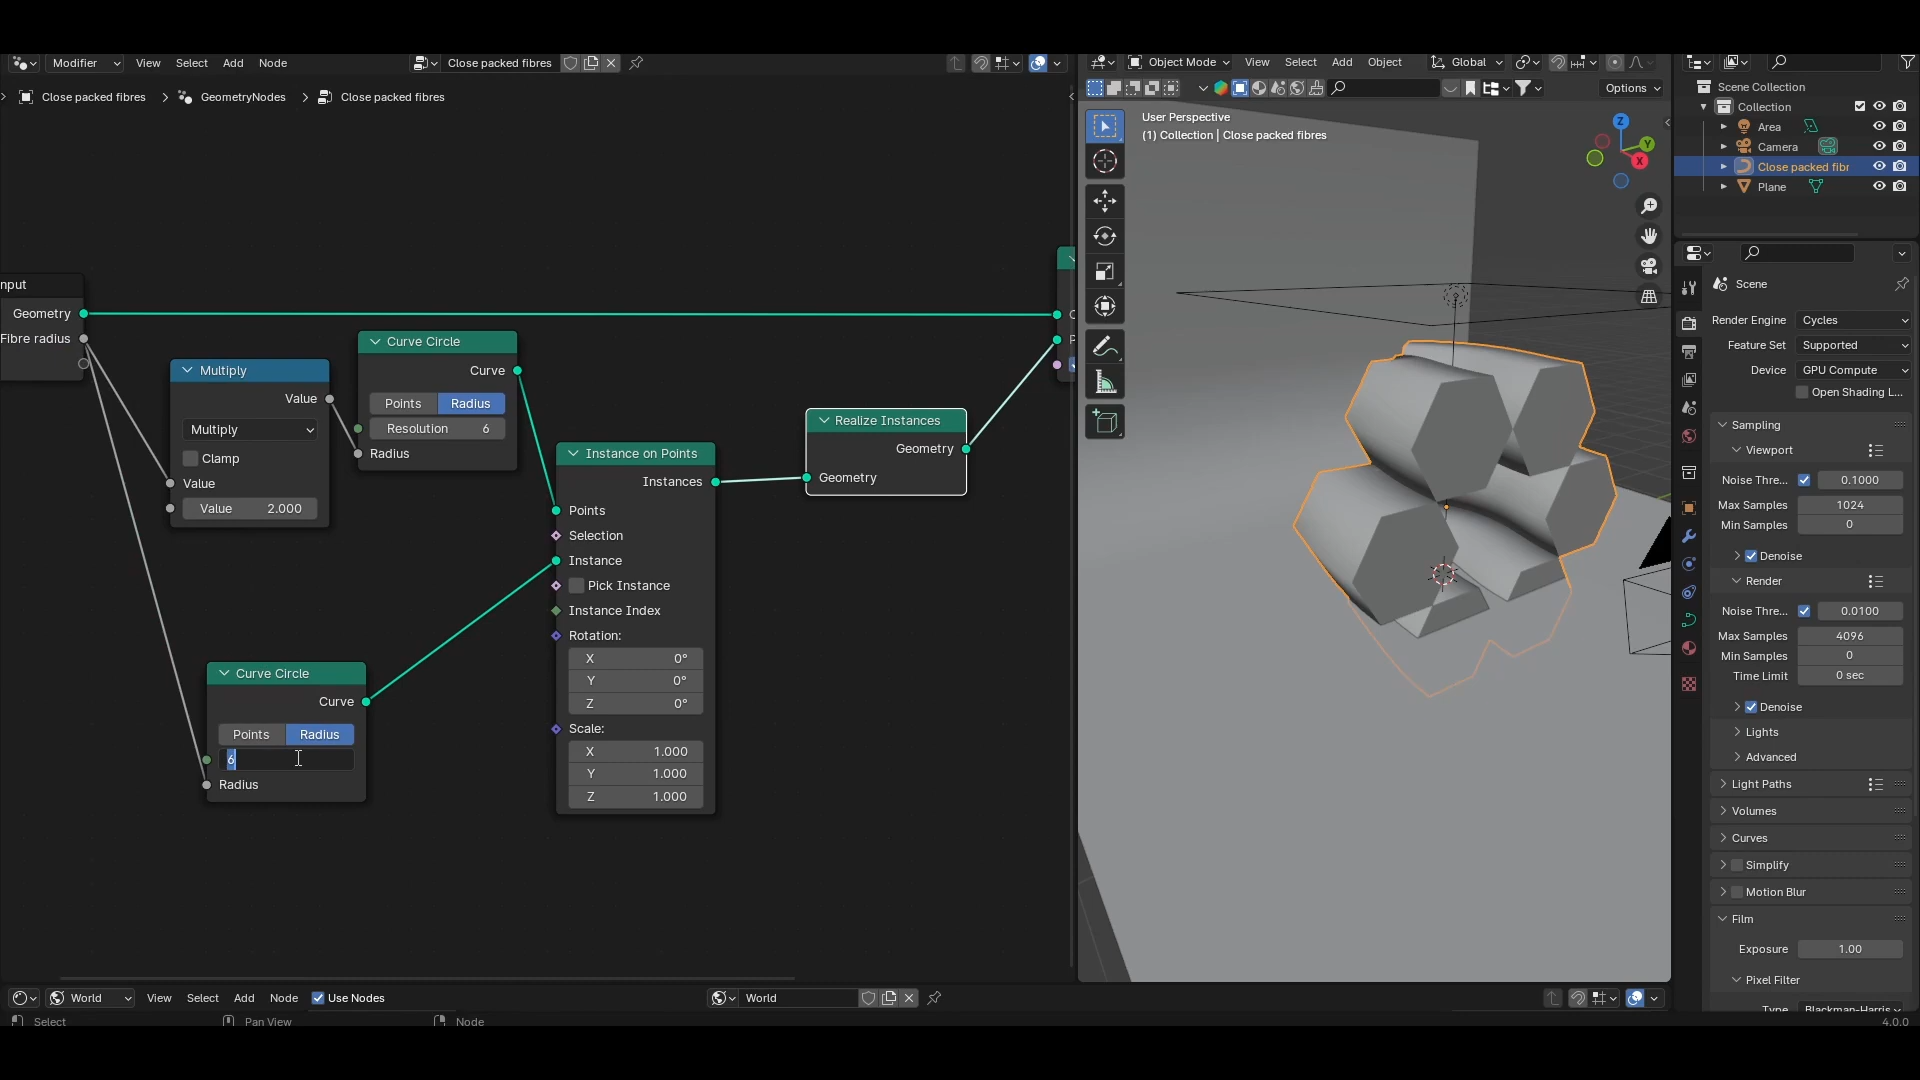 Modifier View Select Add Node Close packed fibres
Close packed fibres GeometryNodes Close packed fibres
nput
Geometry
Fibre radius
Multiply
Value
Multiply
Clamp
Value
Value 2.000
Curve Circle
Curve
Points Radius
Resolution 6
Radius
Instance on Points
Instances
Points
Selection
Instance
Pick Instance
Instance Index
Rotation:
X 0°
Y 0°
Z 0°
Scale:
X 1.000
Y 1.000
Z 1.000
Realize Instances
Geometry
Geometry
Curve Circle
Curve
Points Radius
6
Radius
Object Mode View Select Add Object Global
Options
User Perspective
(1) Collection | Close packed fibres
Z
Y
X
Scene Collection
Collection
Area
Camera
Close packed fibr
Plane
Scene
Render Engine Cycles
Feature Set Supported
Device GPU Compute
Open Shading L...
Sampling
Viewport
Noise Thre... 0.1000
Max Samples 1024
Min Samples 0
Denoise
Render
Noise Thre... 0.0100
Max Samples 4096
Min Samples 0
Time Limit 0 sec
Denoise
Lights
Advanced
Light Paths
Volumes
Curves
Simplify
Motion Blur
Film
Exposure 1.00
Pixel Filter
Type Blackman-Harris
World View Select Add Node Use Nodes World
Select Pan View Node 4.0.0